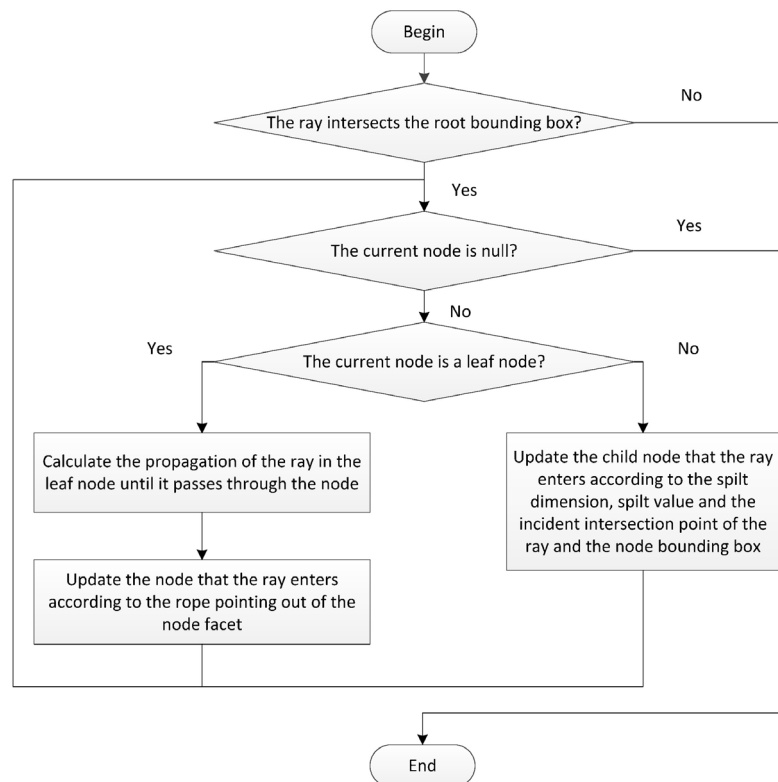 Begin
No
The ray intersects the root bounding box?
Yes
Yes
The current node is null?
No
Yes
No
The current node is a leaf node?
Calculate the propagation of the ray in the
leaf node until it passes through the node
Update the child node that the ray
enters according to the spilt
dimension, spilt value and the
incident intersection point of the
ray and the node bounding box
Update the node that the ray enters
according to the rope pointing out of the
node facet
End